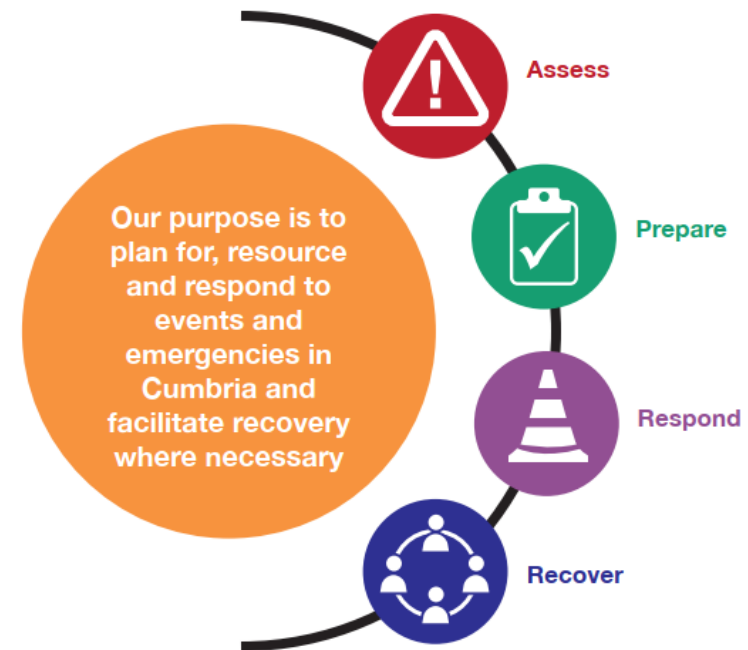 Our purpose is to
plan for, resource
and respond to
events and
emergencies in
Cumbria and
facilitate recovery
where necessary
Assess
Prepare
Respond
Recover